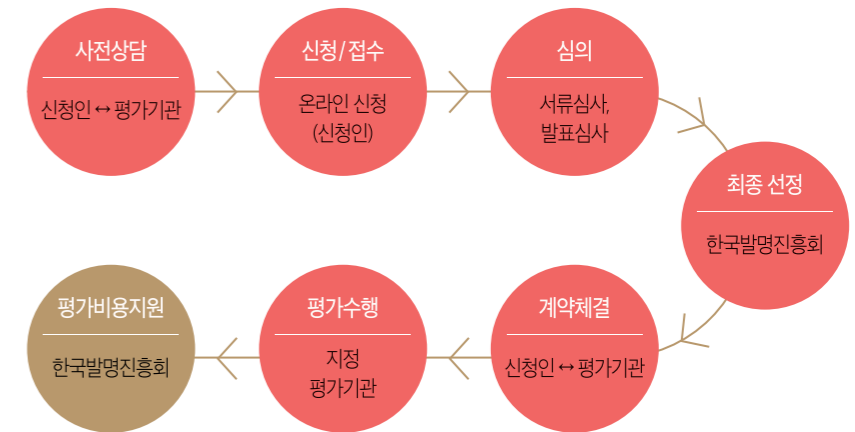 사전상담
신청인 ↔ 평가기관
신청/접수
온라인 신청
(신청인)
심의
서류심사,
발표심사
최종 선정
한국발명진흥회
계약체결
신청인 ↔ 평가기관
평가수행
지정
평가기관
평가비용지원
한국발명진흥회